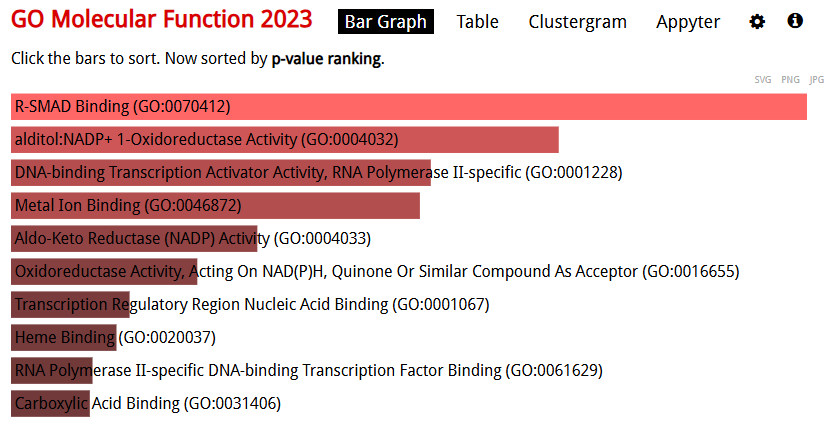 GO Molecular Function 2023 Bar Graph Table Clustergram Appyter
Click the bars to sort. Now sorted by p-value ranking.
SVG PNG JPG
R-SMAD Binding (GO:0070412)
alditol:NADP+ 1-Oxidoreductase Activity (GO:0004032)
DNA-binding Transcription Activator Activity, RNA Polymerase II-specific (GO:0001228)
Metal Ion Binding (GO:0046872)
Aldo-Keto Reductase (NADP) Activity (GO:0004033)
Oxidoreductase Activity, Acting On NAD(P)H, Quinone Or Similar Compound As Acceptor (GO:0016655)
Transcription Regulatory Region Nucleic Acid Binding (GO:0001067)
Heme Binding (GO:0020037)
RNA Polymerase II-specific DNA-binding Transcription Factor Binding (GO:0061629)
Carboxylic Acid Binding (GO:0031406)